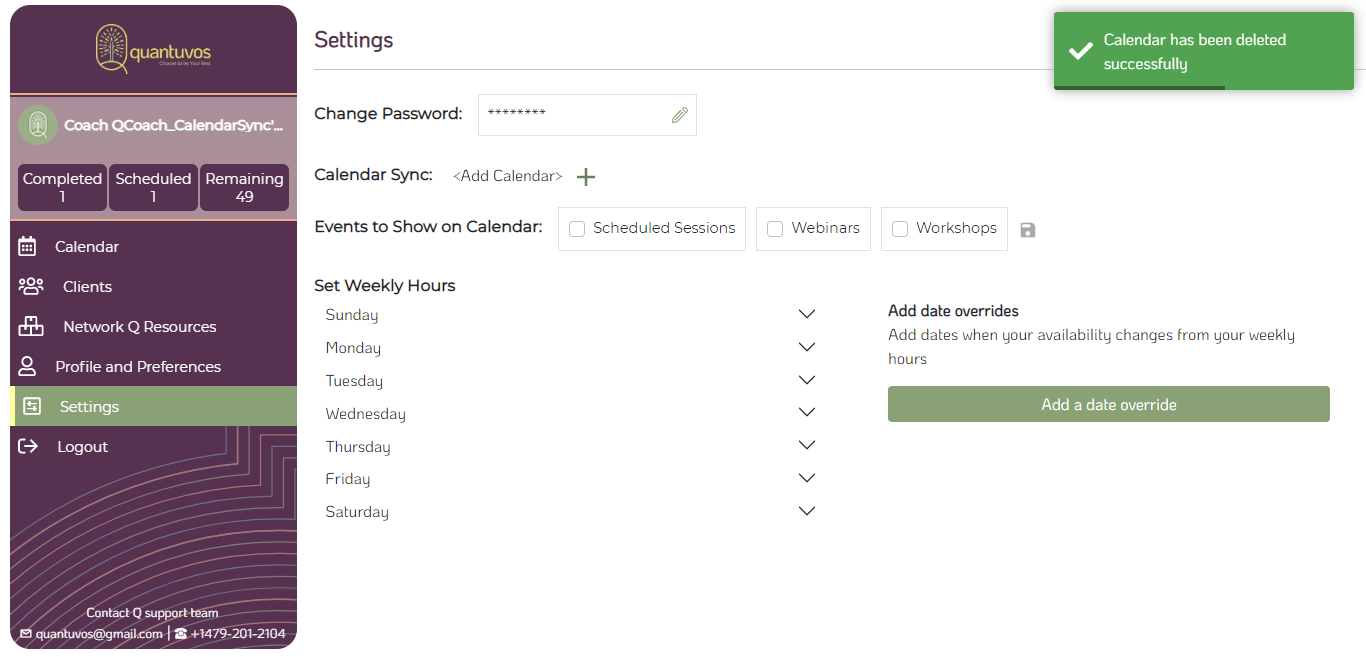 quantuvos
Choose to be Your Best
Coach QCoach_CalendarSync'...
Completed
1
Scheduled
1
Remaining
49
Calendar
Clients
Network Q Resources
Profile and Preferences
Settings
Logout
Contact Q support team
quantuvos@gmail.com | +1479-201-2104
Settings
Calendar has been deleted
successfully
Change Password: ********
Calendar Sync: <Add Calendar>
Events to Show on Calendar: Scheduled Sessions Webinars Workshops
Set Weekly Hours
Sunday
Monday
Tuesday
Wednesday
Thursday
Friday
Saturday
Add date overrides
Add dates when your availability changes from your weekly
hours
Add a date override